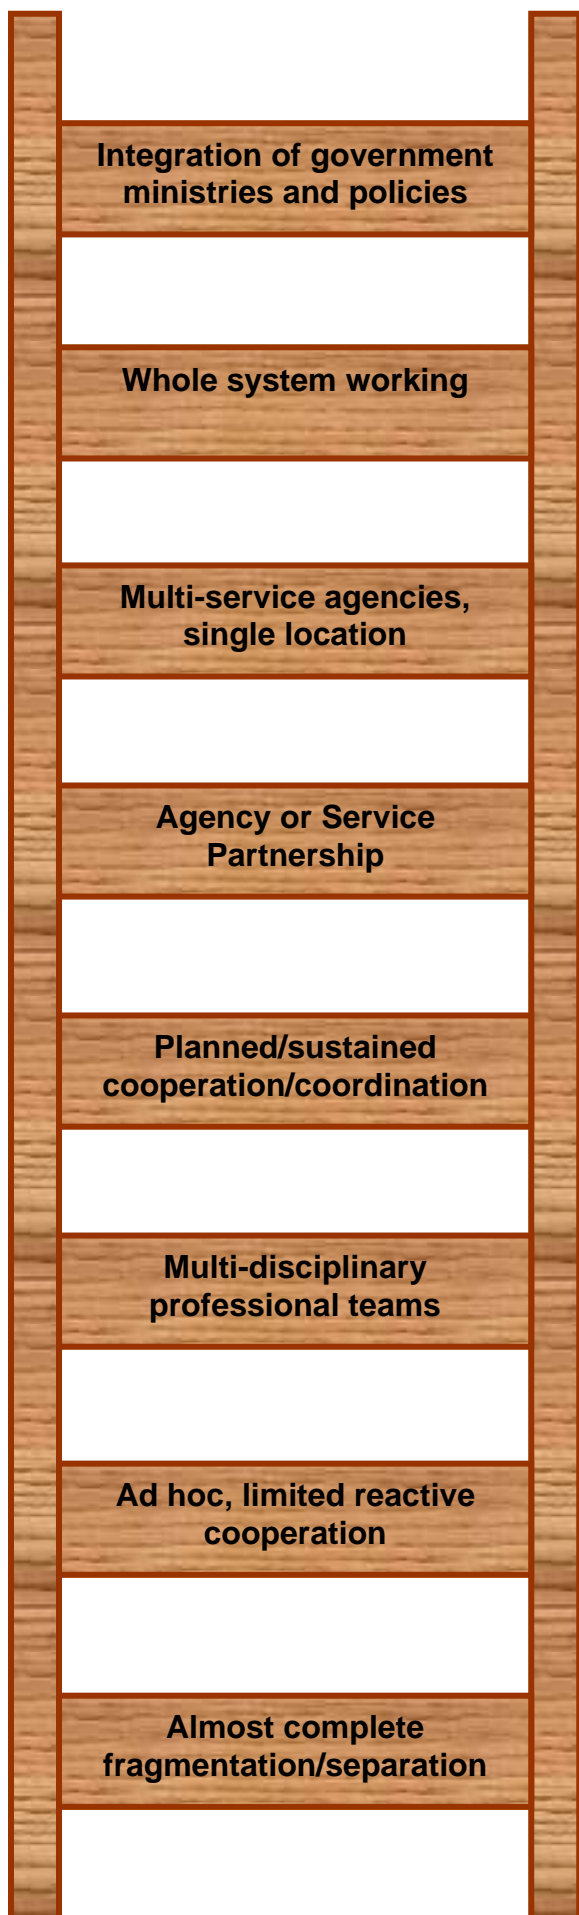 Integration of government
ministries and policies
Whole system working
Multi-service agencies,
single location
Agency or Service
Partnership
Planned/sustained
cooperation/coordination
Multi-disciplinary
professional teams
Ad hoc, limited reactive
cooperation
Almost complete
fragmentation/separation